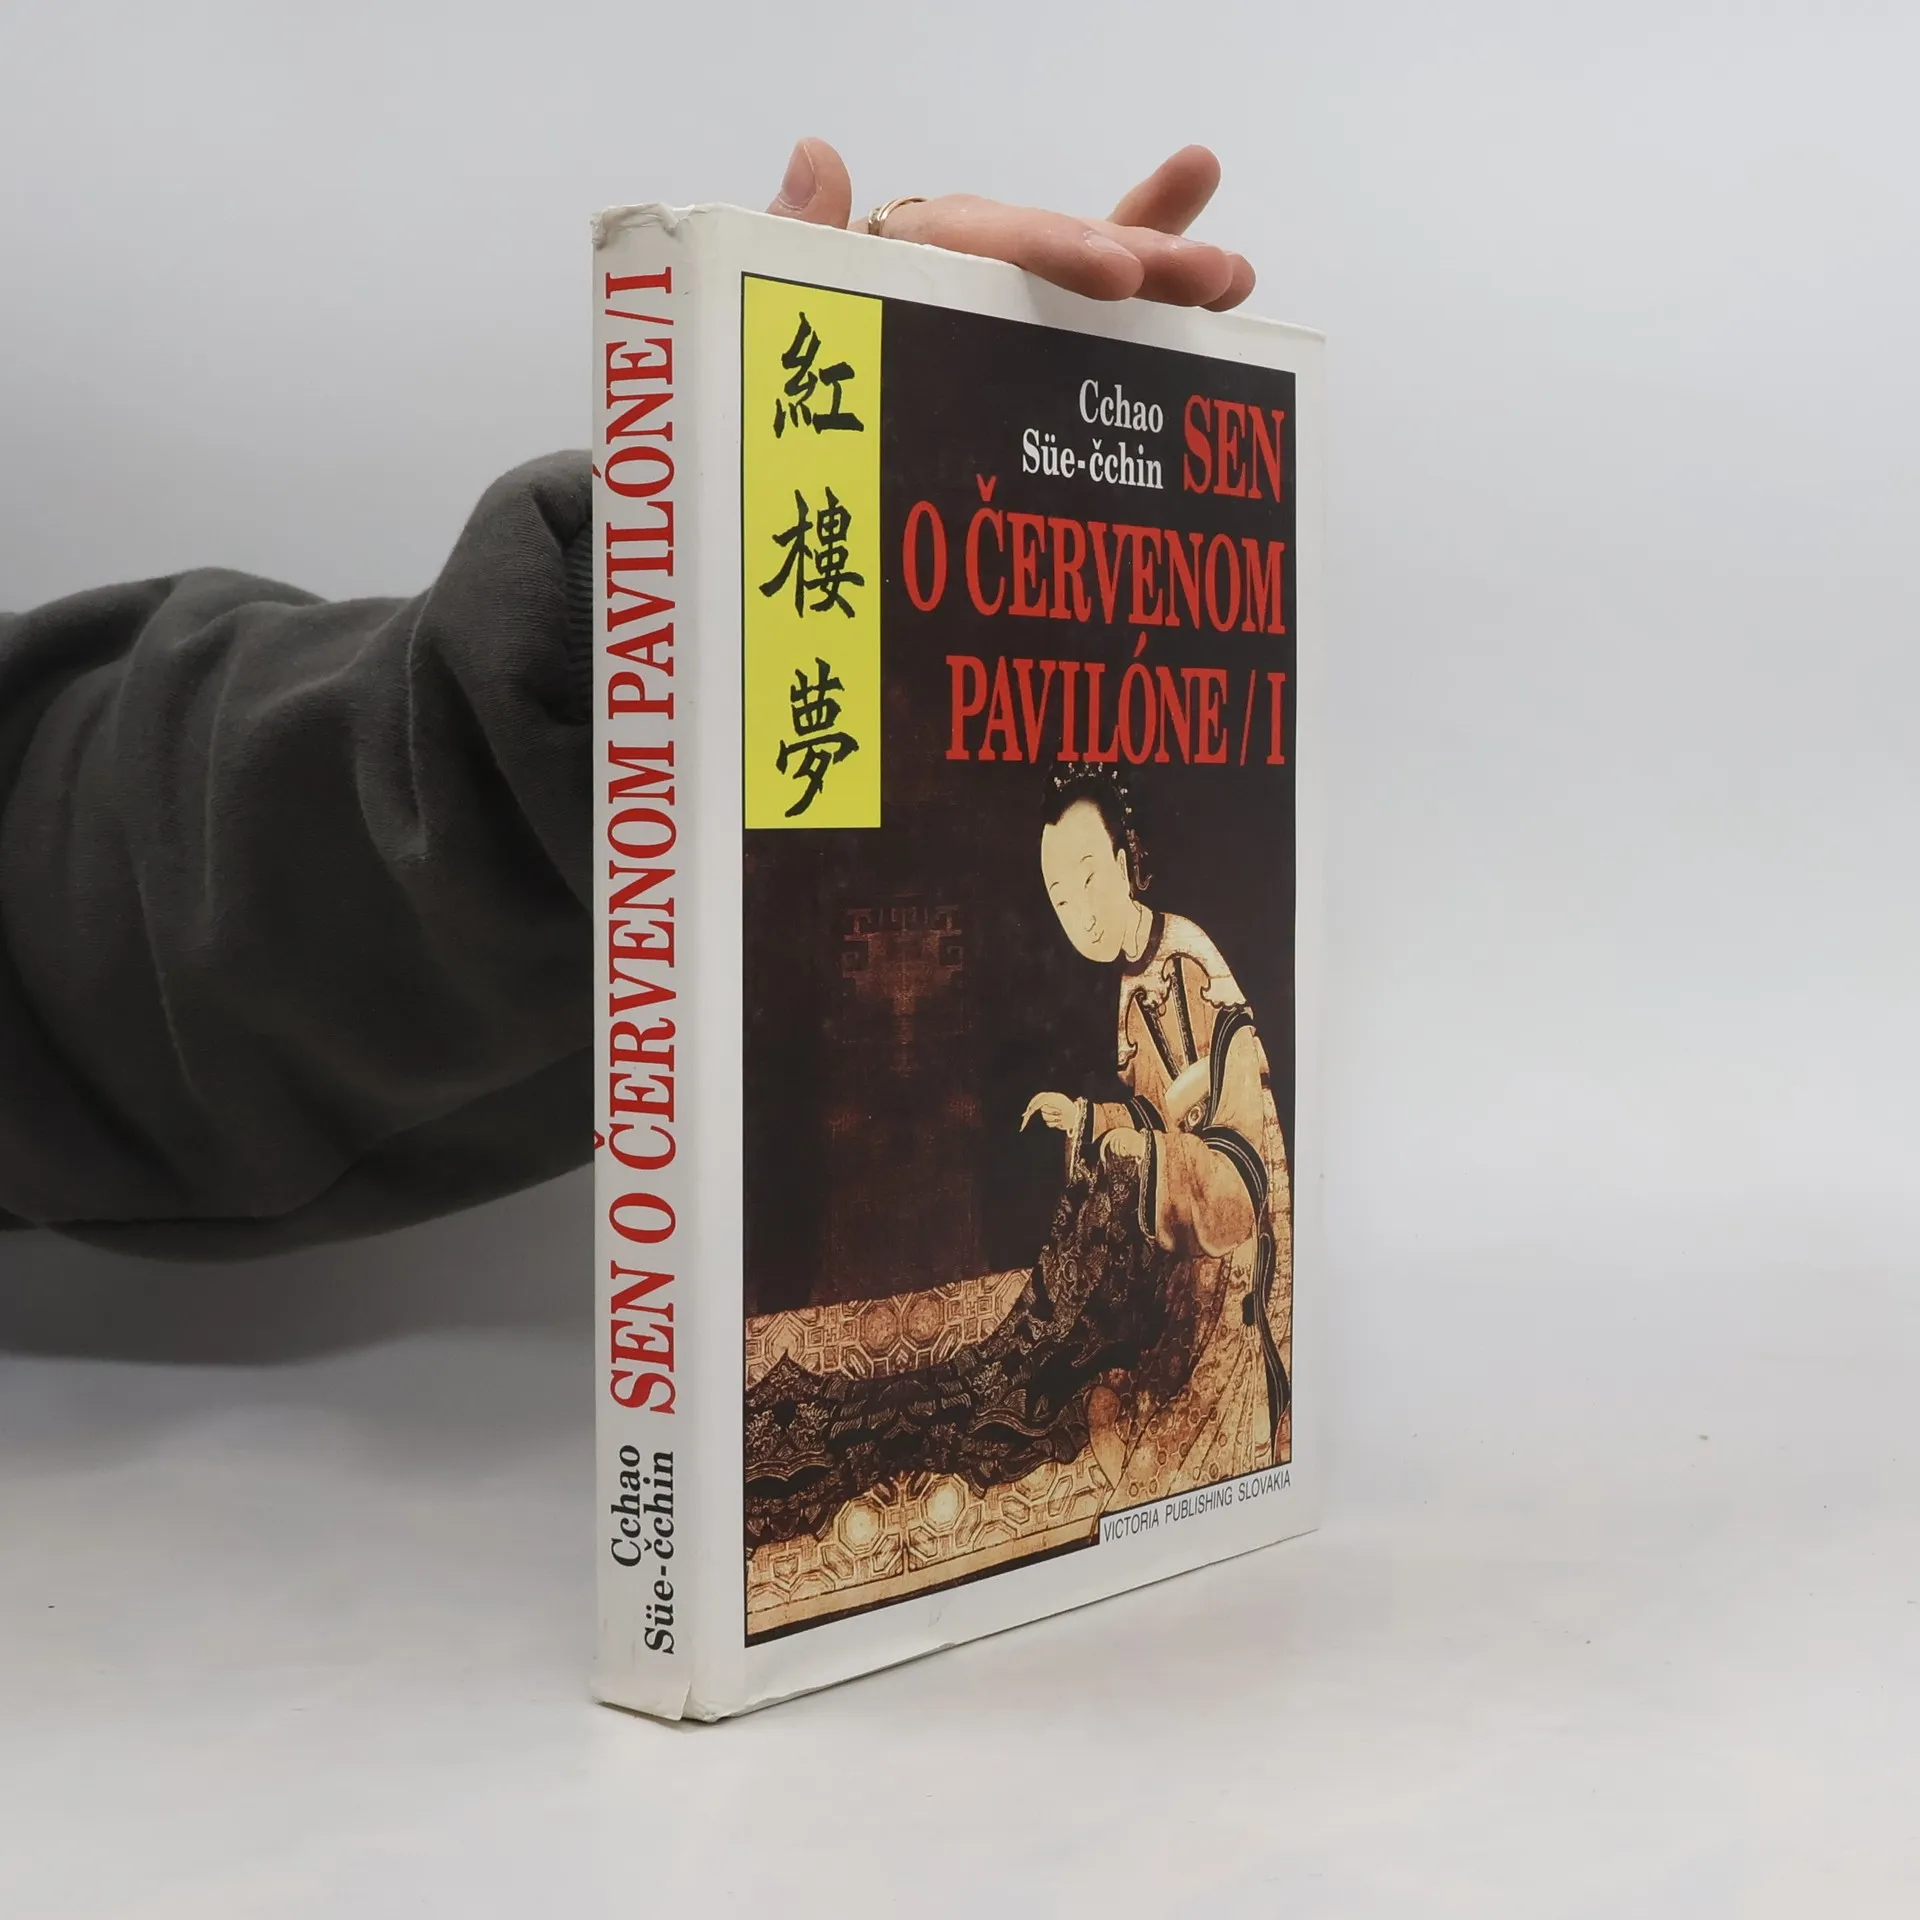 SEN O ČERVENOM PAVILÓNE / I
Cchao
Süe-čchin
紅
樓
夢
Cchao
Süe-čchin
SEN
O ČERVENOM
PAVILÓNE / I
VICTORIA PUBLISHING SLOVAKIA